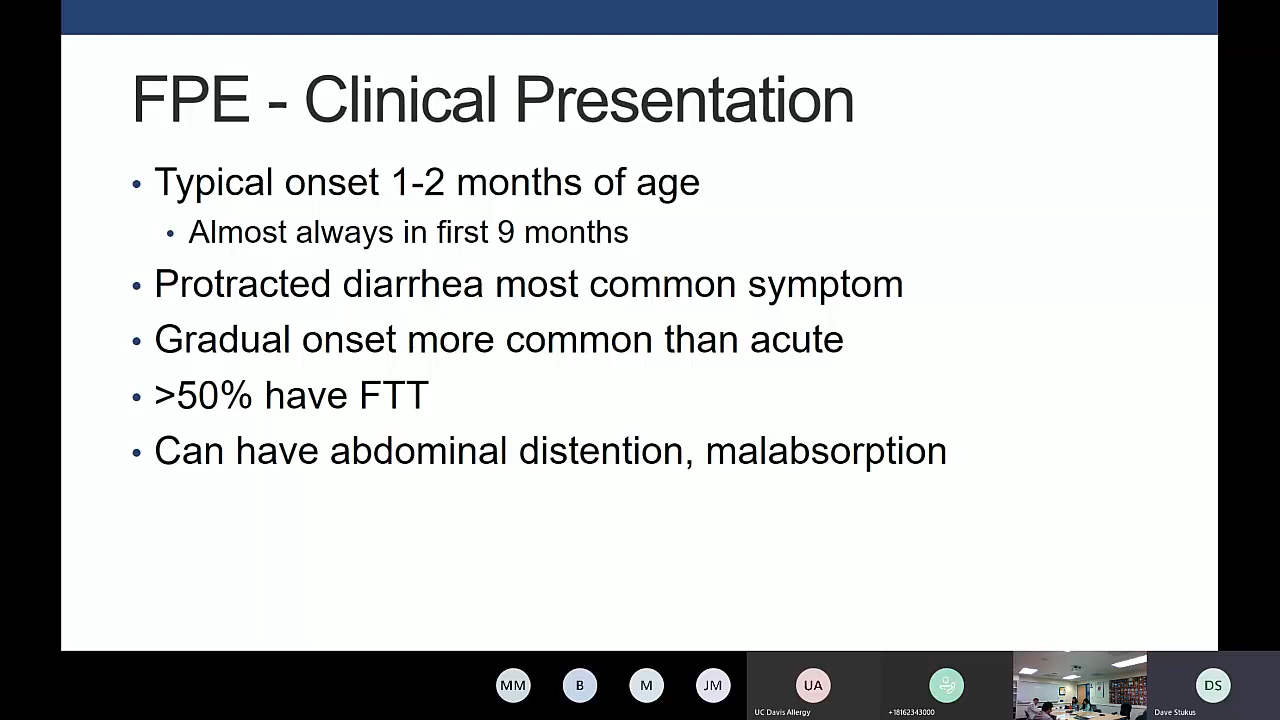 FPE - Clinical Presentation
• Typical onset 1-2 months of age
• Almost always in first 9 months
• Protracted diarrhea most common symptom
• Gradual onset more common than acute
• >50% have FTT
• Can have abdominal distention, malabsorption
MM B M JM UA DS
UC Davis Allergy +18162343000 Dave Stukus